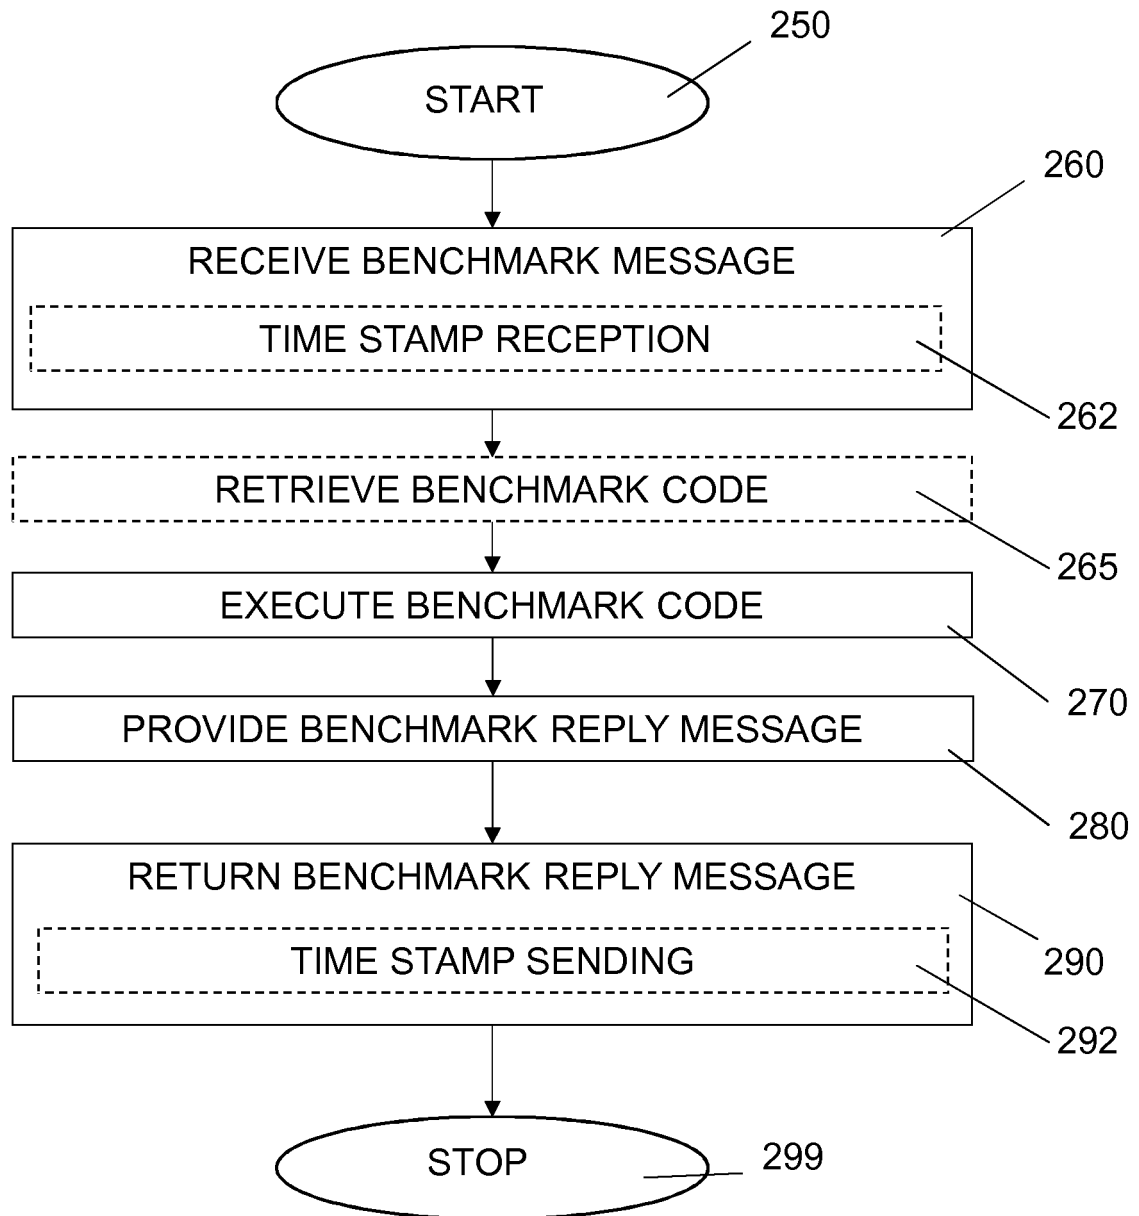 250
START
260
RECEIVE BENCHMARK MESSAGE
TIME STAMP RECEPTION
262
RETRIEVE BENCHMARK CODE
265
EXECUTE BENCHMARK CODE
270
PROVIDE BENCHMARK REPLY MESSAGE
280
RETURN BENCHMARK REPLY MESSAGE
TIME STAMP SENDING
290
292
STOP
299